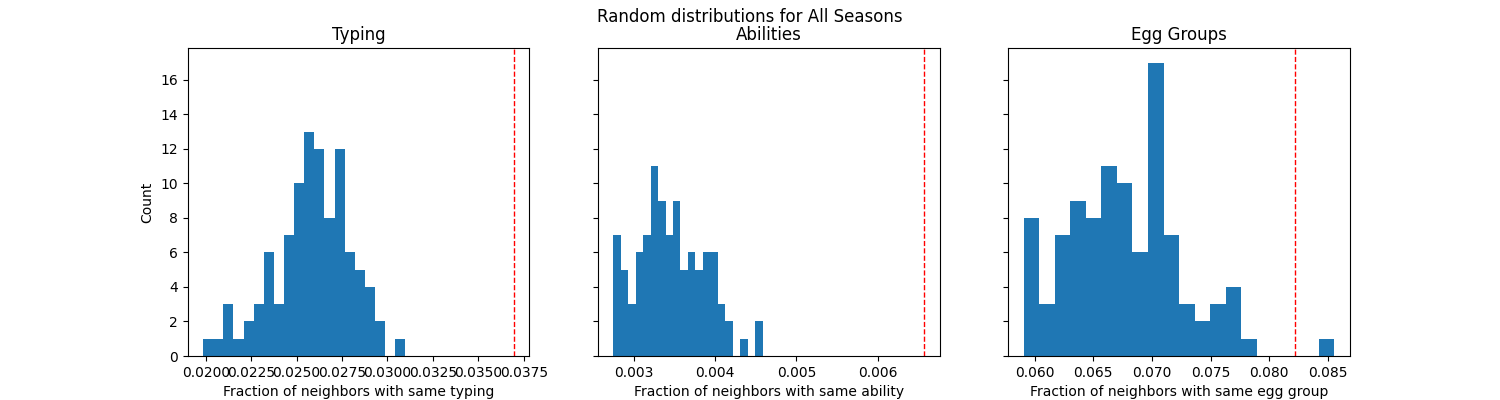 Random distributions for All Seasons
Typing
Abilities
Egg Groups
Count
16
14
12
10
8
6
4
2
0
0.0200 0.0225 0.0250 0.0275 0.0300 0.0325 0.0350 0.0375
0.003 0.004 0.005 0.006
0.060 0.065 0.070 0.075 0.080 0.085
Fraction of neighbors with same typing
Fraction of neighbors with same ability
Fraction of neighbors with same egg group